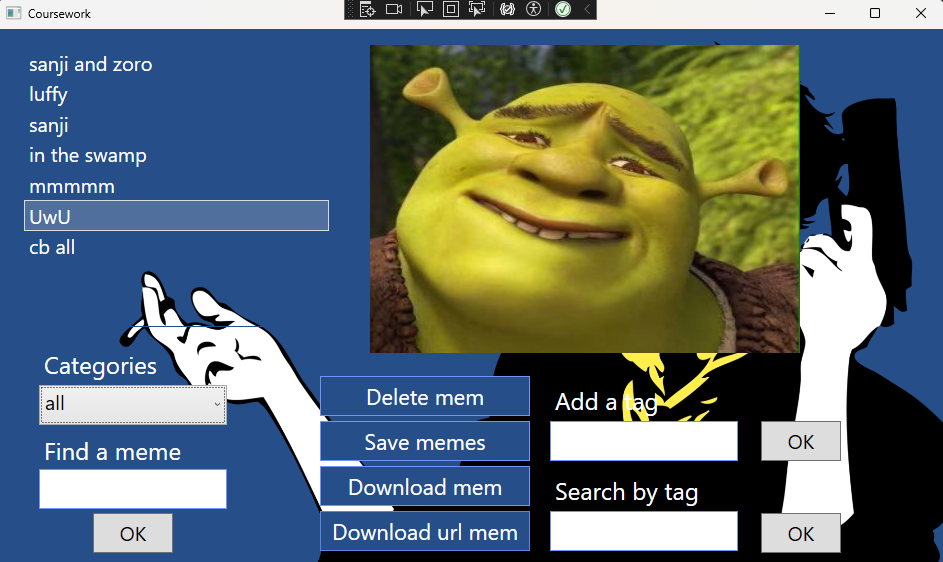 Coursework
sanji and zoro
luffy
sanji
in the swamp
mmmmm
UwU
cb all
Categories
all
Find a meme
OK
Delete mem
Save memes
Download mem
Download url mem
Add a tag
OK
Search by tag
OK